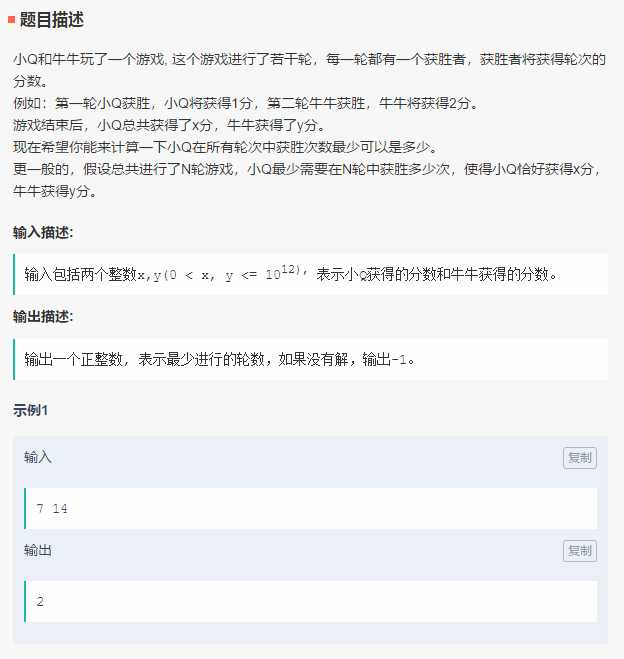 题目描述
小Q和牛牛玩了一个游戏, 这个游戏进行了若干轮，每一轮都有一个获胜者，获胜者将获得轮次的
分数。
例如：第一轮小Q获胜，小Q将获得1分，第二轮牛牛获胜，牛牛将获得2分。
游戏结束后，小Q总共获得了x分，牛牛获得了y分。
现在希望你能来计算一下小Q在所有轮次中获胜次数最少可以是多少。
更一般的，假设总共进行了N轮游戏，小Q最少需要在N轮中获胜多少次，使得小Q恰好获得x分，
牛牛获得y分。
输入描述:
输入包括两个整数x,y(0 < x, y <= 10^12), 表示小Q获得的分数和牛牛获得的分数。
输出描述:
输出一个正整数, 表示最少进行的轮数，如果没有解，输出-1。
示例1
输入
复制
7 14
输出
复制
2